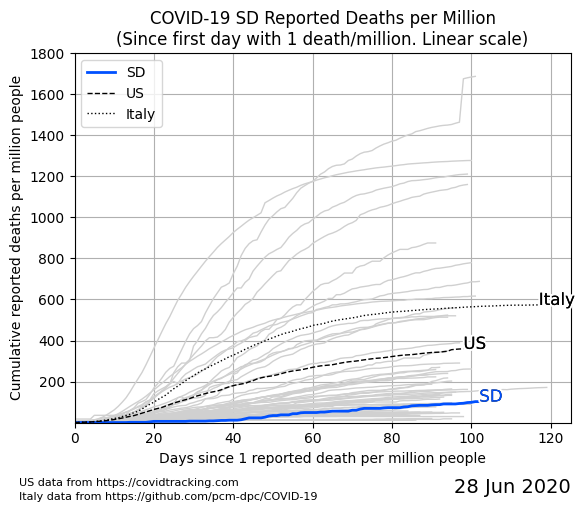 COVID-19 SD Reported Deaths per Million
(Since first day with 1 death/million. Linear scale)
Cumulative reported deaths per million people
1800
1600
1400
1200
1000
800
600
400
200
SD
US
Italy
Italy
US
SD
0
20
40
60
80
100
120
Days since 1 reported death per million people
US data from https://covidtracking.com
Italy data from https://github.com/pcm-dpc/COVID-19
28 Jun 2020